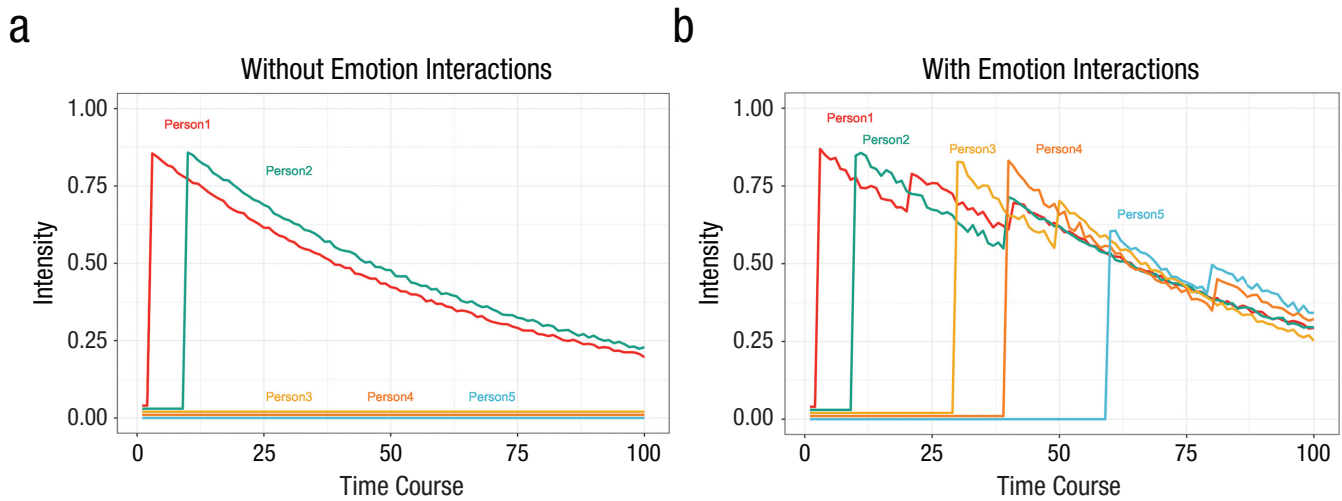 a
Without Emotion Interactions
Intensity
1.00
0.75
0.50
0.25
0.00
Person1
Person2
Person3 Person4 Person5
0 25 50 75 100
Time Course
b
With Emotion Interactions
Intensity
1.00
0.75
0.50
0.25
0.00
Person1
Person2
Person3
Person4
Person5
0 25 50 75 100
Time Course